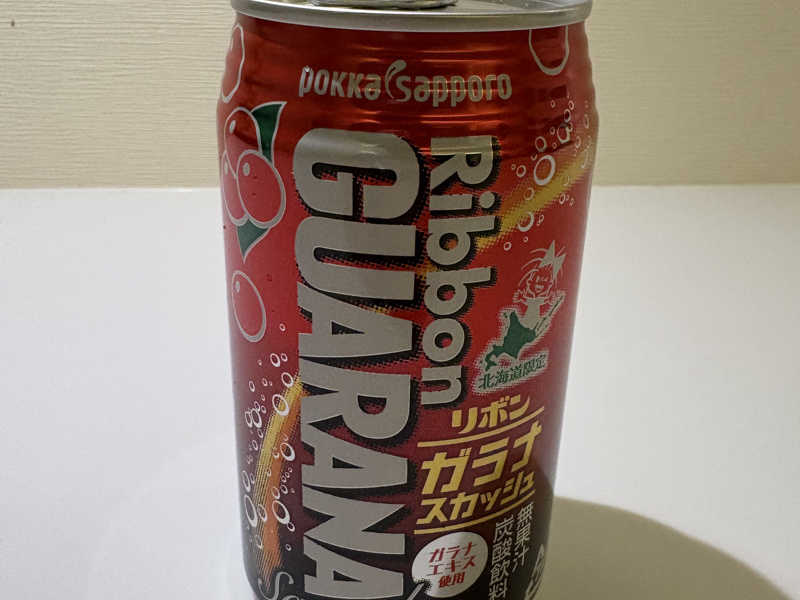 POKKA Sapporo
Ribbon
GUARANA
北海道限定
リボン
ガラナ
スカッシュ
ガラナ
エキス
使用
無果汁
炭酸飲料